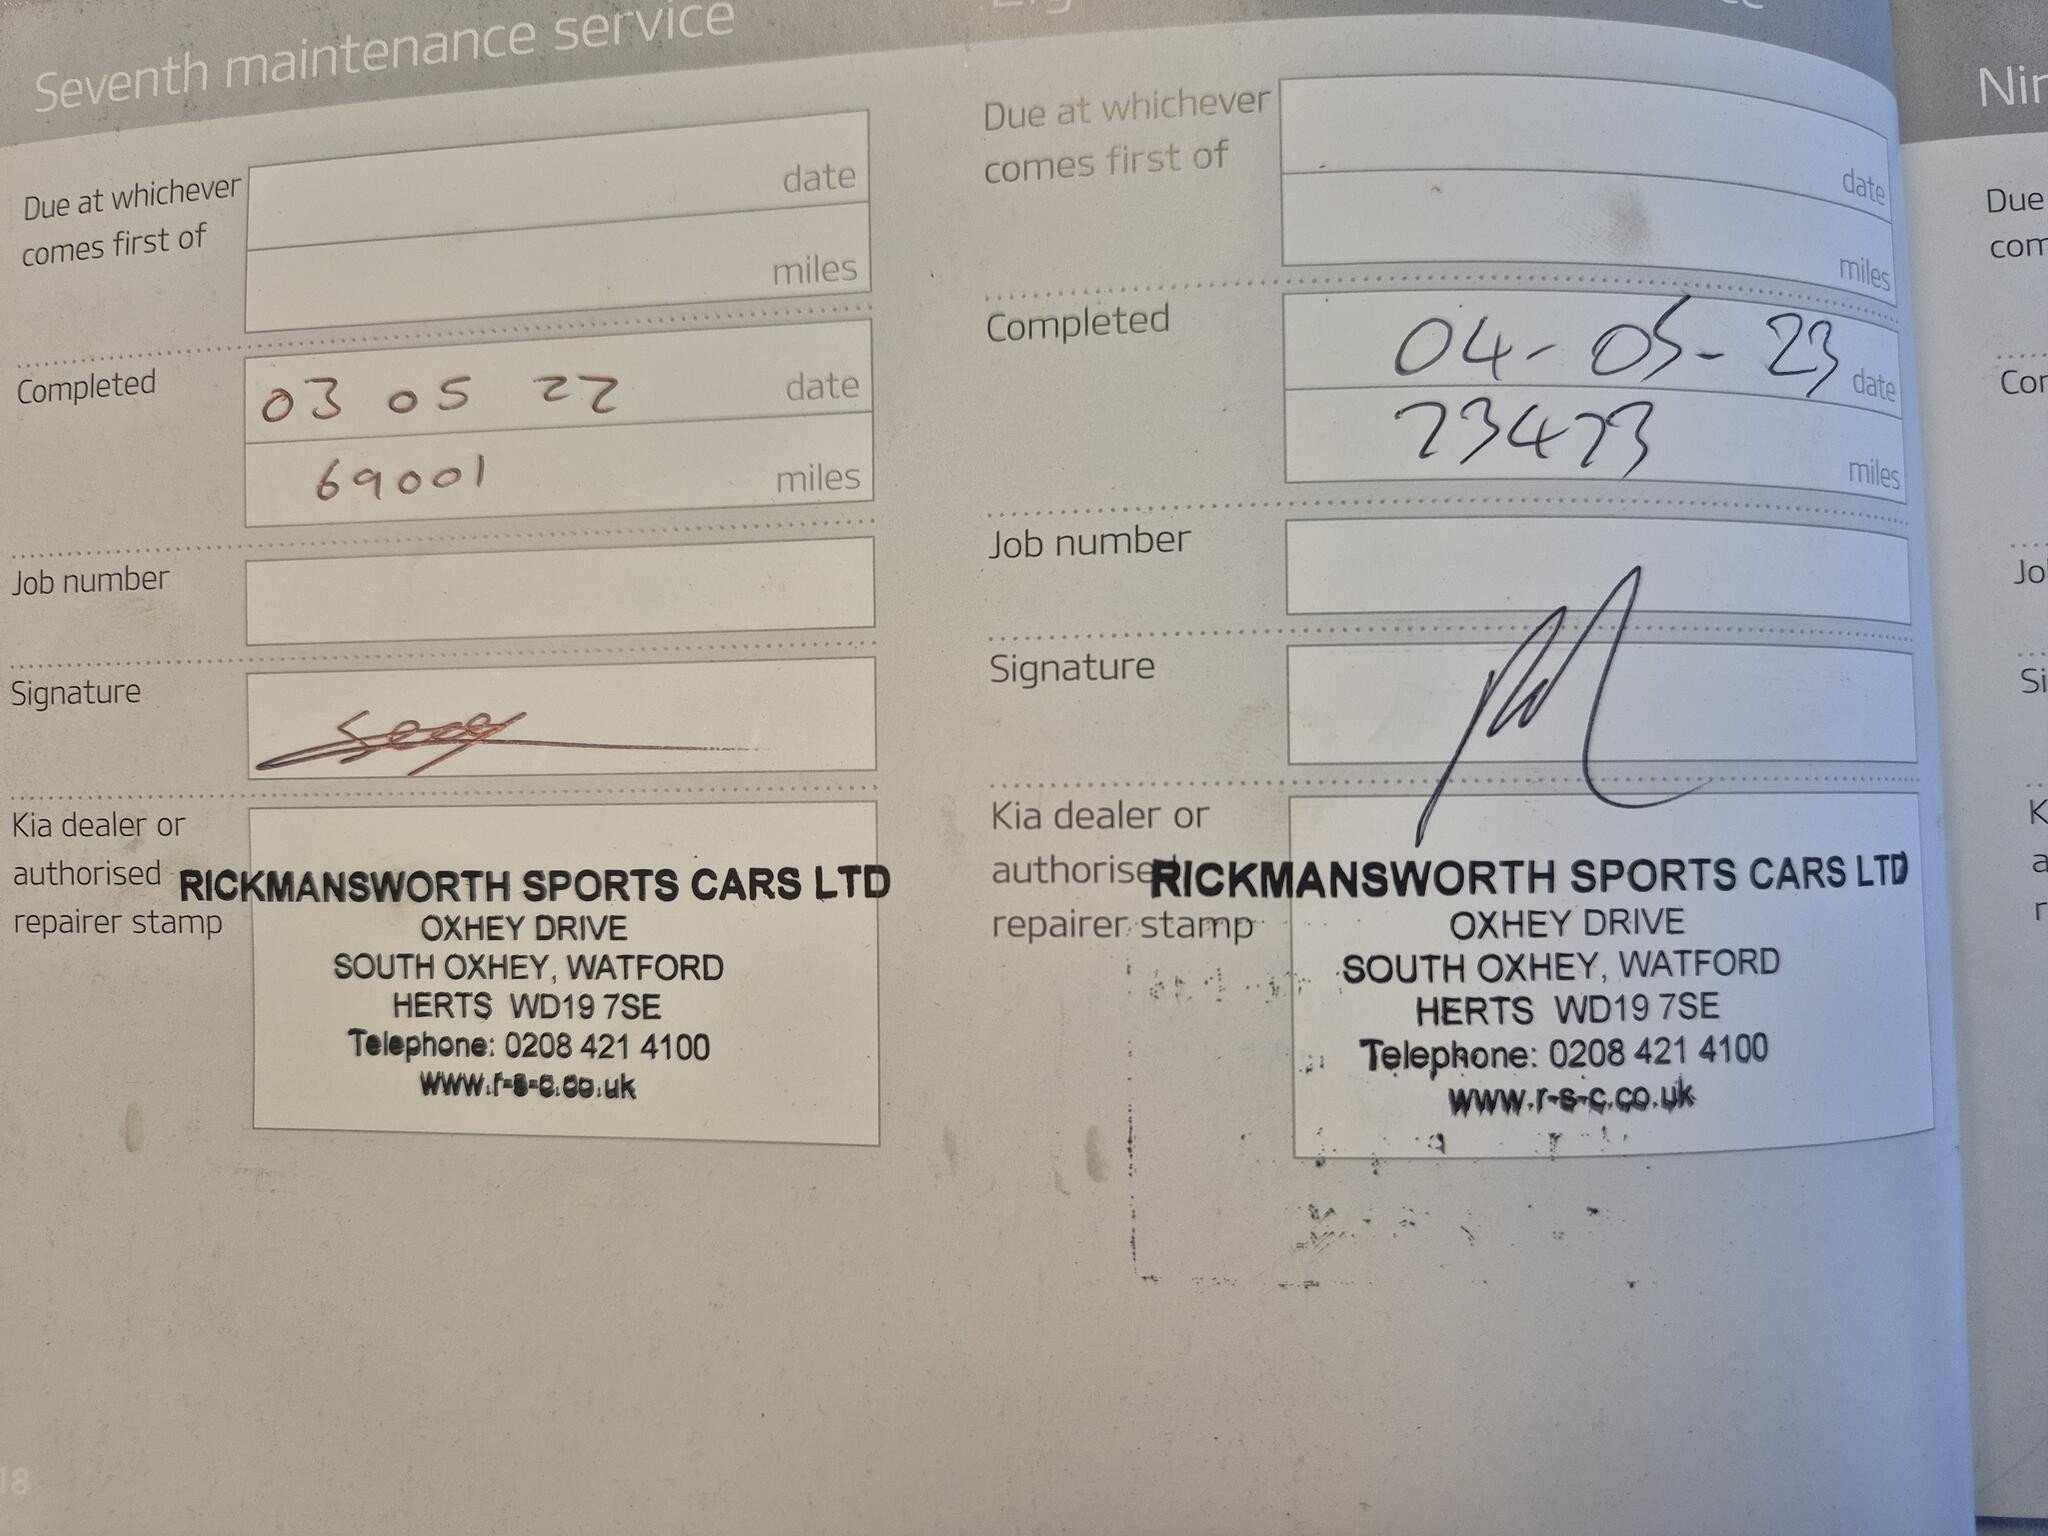 Seventh maintenance service
Due at whichever
comes first of
date
miles
Completed
03 05 22 date
69001 miles
Job number
Signature
Kia dealer or
authorised
repairer stamp
RICKMANSWORTH SPORTS CARS LTD
OXHEY DRIVE
SOUTH OXHEY, WATFORD
HERTS WD19 7SE
Telephone: 0208 421 4100
www.r-s-c.co.uk
18
Due at whichever
comes first of
date
miles
Completed
04-05-23 date
73473 miles
Job number
Signature
Kia dealer or
authorised
repairer stamp
RICKMANSWORTH SPORTS CARS LTD
OXHEY DRIVE
SOUTH OXHEY, WATFORD
HERTS WD19 7SE
Telephone: 0208 421 4100
www.r-s-c.co.uk
Due